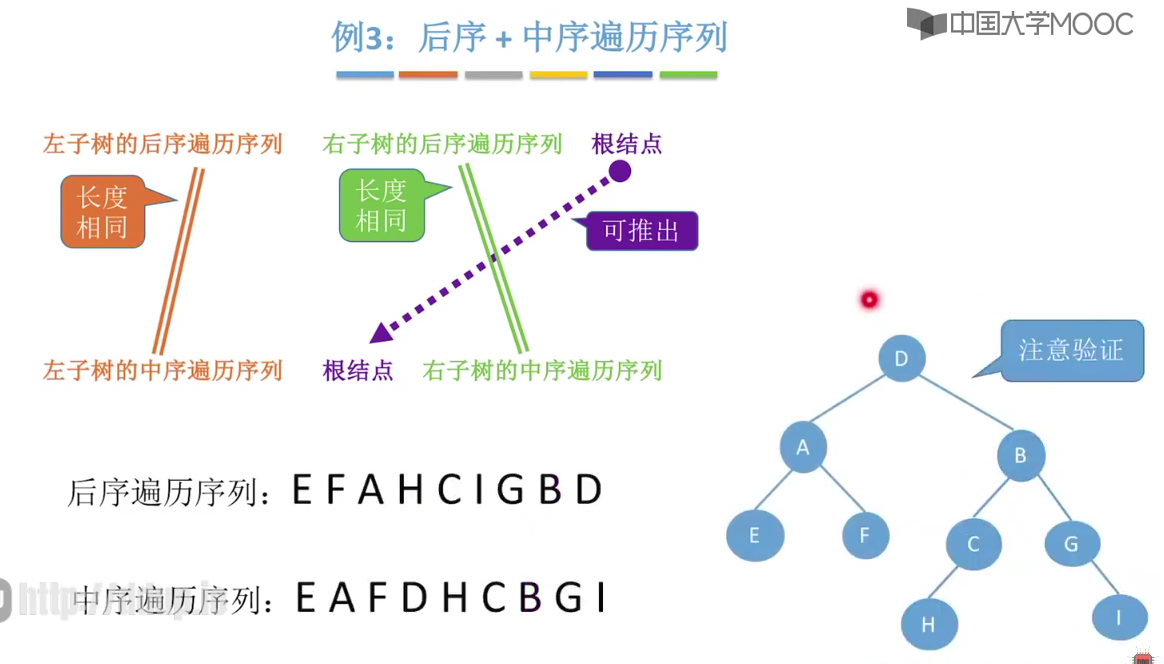 中国大学MOOC
例3：后序 + 中序遍历序列
左子树的后序遍历序列 右子树的后序遍历序列 根结点
长度
相同
长度
相同
可推出
左子树的中序遍历序列 根结点 右子树的中序遍历序列
注意验证
D
A B
E F C G
H I
后序遍历序列：E F A H C I G B D
中序遍历序列：E A F D H C B G I